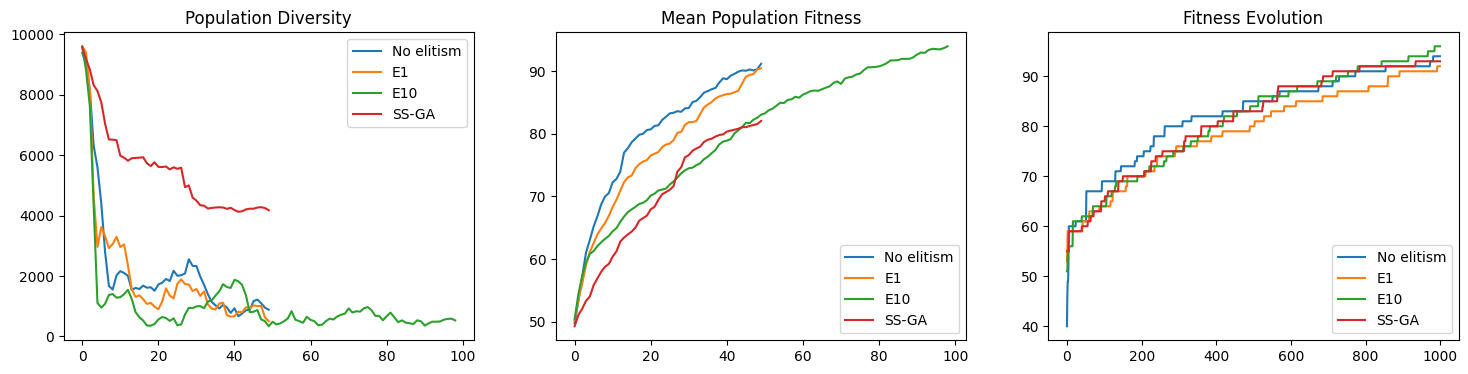 Population Diversity
10000
8000
6000
4000
2000
0
0 20 40 60 80 100
No elitism
E1
E10
SS-GA
Mean Population Fitness
90
80
70
60
50
0 20 40 60 80 100
No elitism
E1
E10
SS-GA
Fitness Evolution
90
80
70
60
50
40
0 200 400 600 800 1000
No elitism
E1
E10
SS-GA